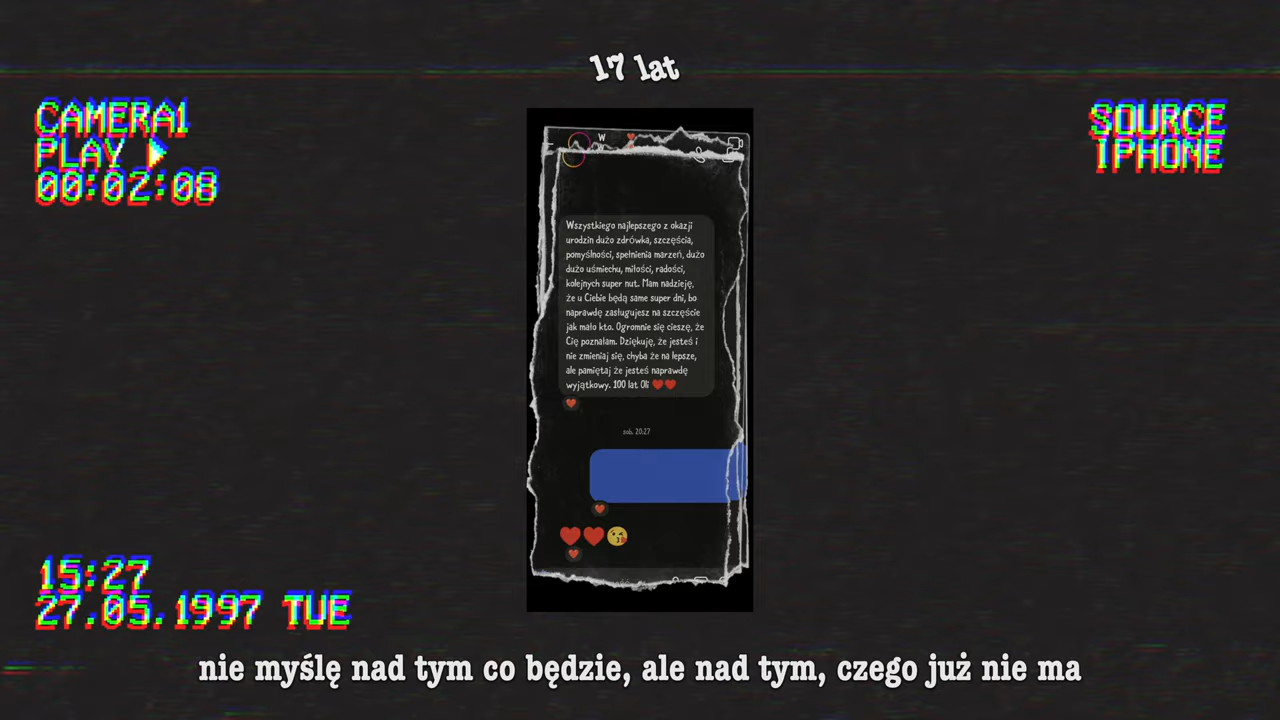 17 lat
CAMERA1
PLAY
00:02:08
SOURCE
IPHONE
W
Wszystkiego najlepszego z okazji
urodzin dużo zdrówka, szczęścia,
pomyślności, spełnienia marzeń, dużo
dużo uśmiechu, miłości, radości,
kolejnych super nut. Mam nadzieję,
że u Ciebie będą same super dni, bo
naprawdę zasługujesz na szczęście
jak mało kto. Ogromnie się cieszę, że
Cię poznałam. Dziękuję, że jesteś i
nie zmieniaj się, chyba że na lepsze,
ale pamiętaj że jesteś naprawdę
wyjątkowy. 100 lat Oli ❤️❤️
sob. 20:27
15:27
27.05.1997 TUE
nie myślę nad tym co będzie, ale nad tym, czego już nie ma